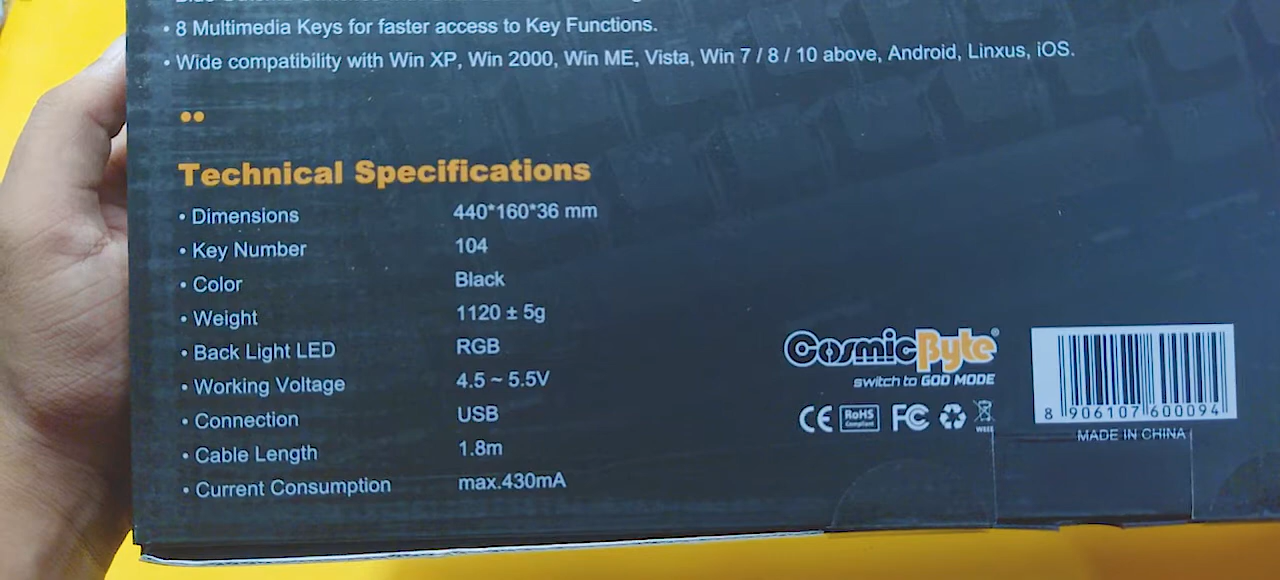 • 8 Multimedia Keys for faster access to Key Functions.
• Wide compatibility with Win XP, Win 2000, Win ME, Vista, Win 7 / 8 / 10 above, Android, Linxus, iOS.
Technical Specifications
• Dimensions 440*160*36 mm
• Key Number 104
• Color Black
• Weight 1120 ± 5g
• Back Light LED RGB
• Working Voltage 4.5 ~ 5.5V
• Connection USB
• Cable Length 1.8m
• Current Consumption max.430mA
CosmicByte®
switch to GOD MODE
CE RoHS Compliant FC WEEE
8 906107 600094
MADE IN CHINA